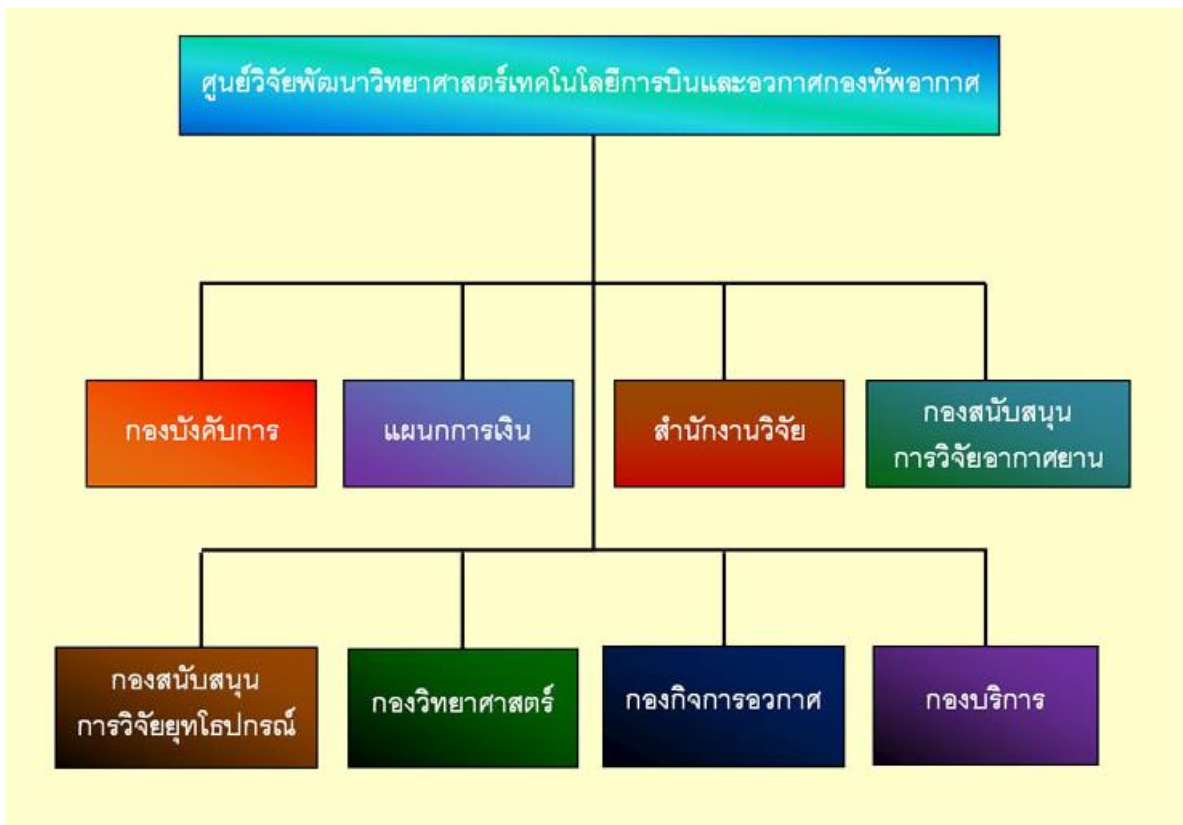 ศูนย์วิจัยพัฒนาวิทยาศาสตร์เทคโนโลยีการบินและอวกาศกองทัพอากาศ
กองบังคับการ
แผนกการเงิน
สำนักงานวิจัย
กองสนับสนุน
การวิจัยอากาศยาน
กองสนับสนุน
การวิจัยยุทโธปกรณ์
กองวิทยาศาสตร์
กองกิจการอวกาศ
กองบริการ